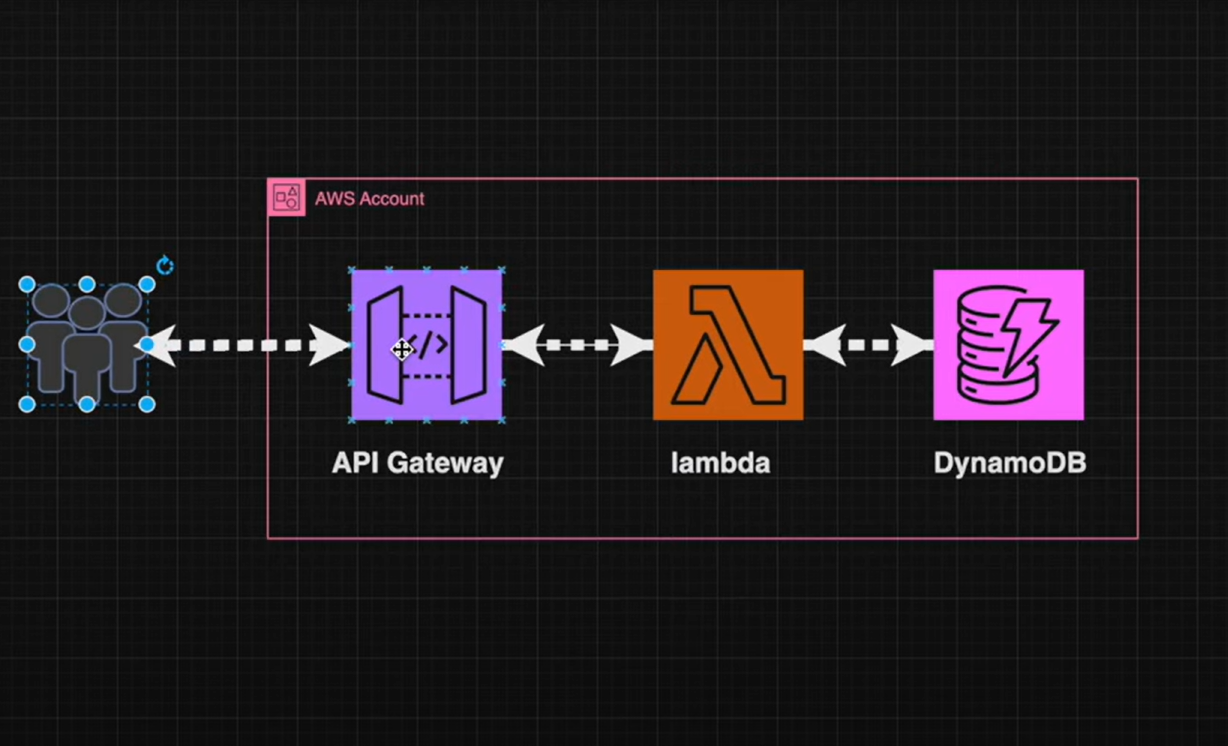 AWS Account
</>
API Gateway
lambda
DynamoDB